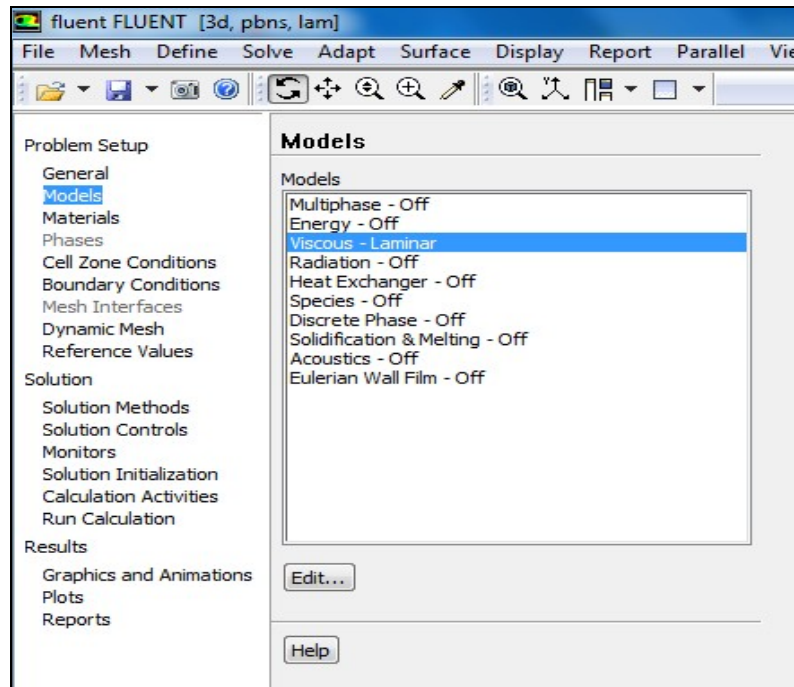 fluent FLUENT [3d, pbns, lam]
File Mesh Define Solve Adapt Surface Display Report Parallel Vie
Problem Setup
General
Models
Materials
Phases
Cell Zone Conditions
Boundary Conditions
Mesh Interfaces
Dynamic Mesh
Reference Values
Solution
Solution Methods
Solution Controls
Monitors
Solution Initialization
Calculation Activities
Run Calculation
Results
Graphics and Animations
Plots
Reports
Models
Models
Multiphase - Off
Energy - Off
Viscous - Laminar
Radiation - Off
Heat Exchanger - Off
Species - Off
Discrete Phase - Off
Solidification & Melting - Off
Acoustics - Off
Eulerian Wall Film - Off
Edit...
Help